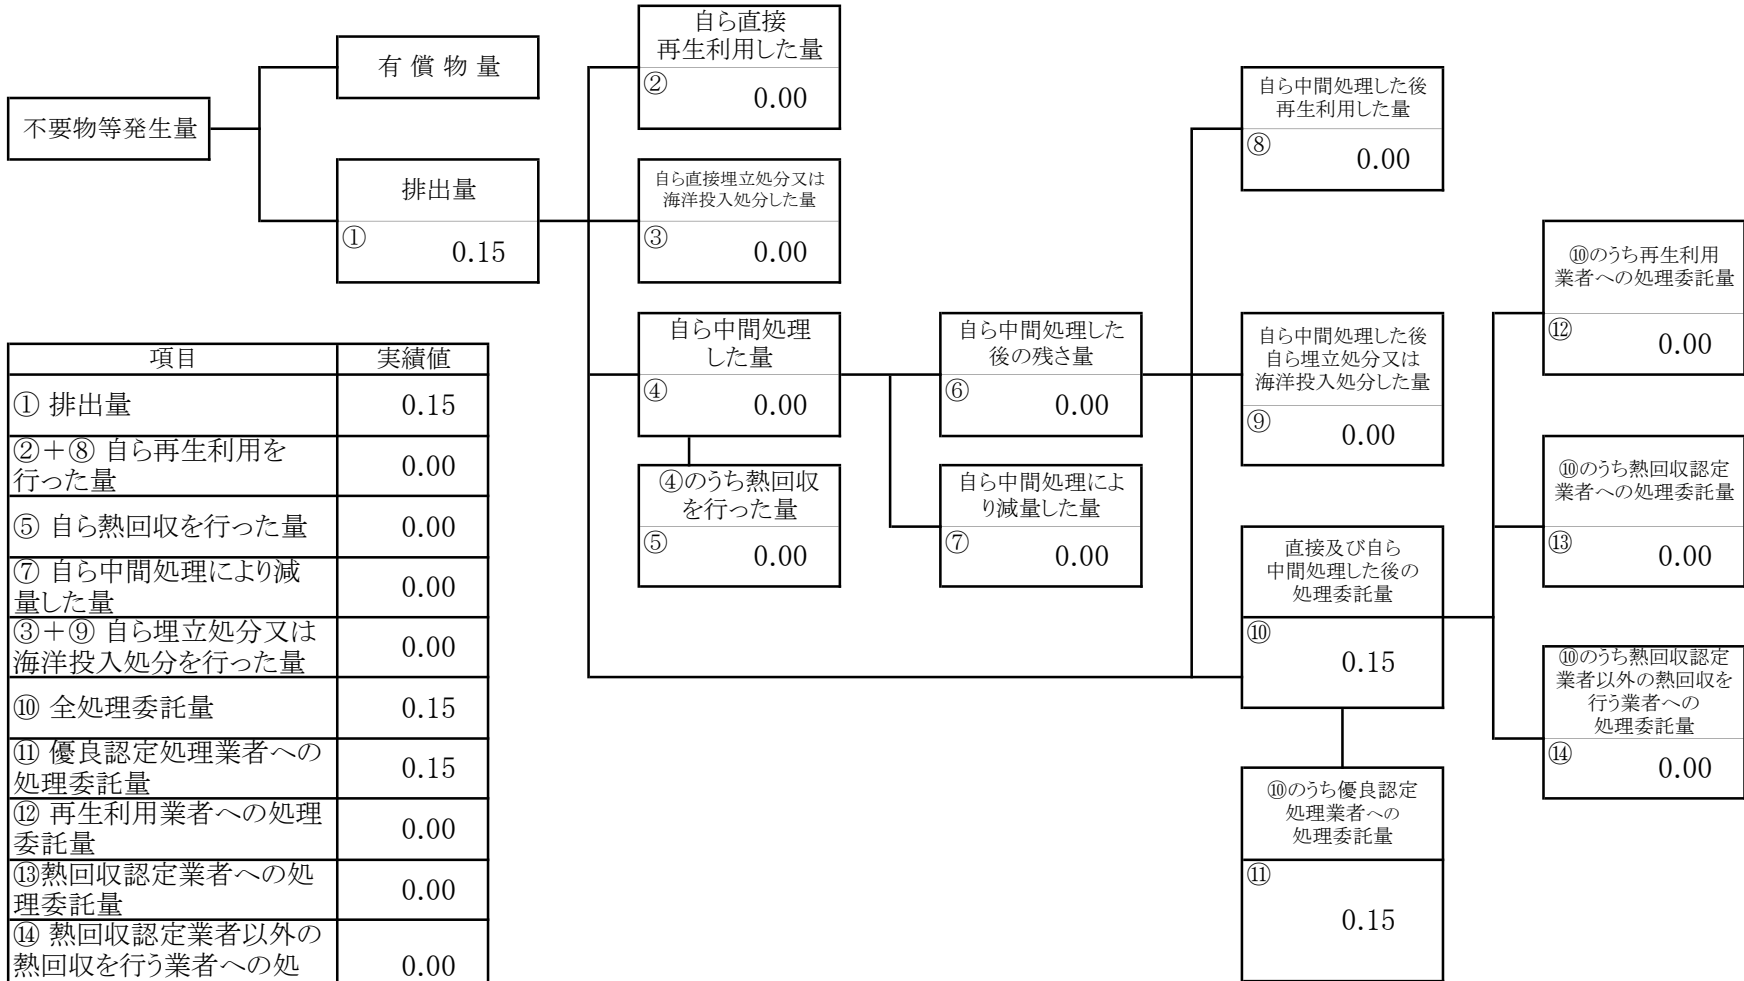 自ら直接
再生利用した量
②
0.00
有 償 物 量
不要物等発生量
排出量
①
0.15
自ら直接埋立処分又は
海洋投入処分した量
③
0.00
自ら中間処理した後
再生利用した量
⑧
0.00
自ら中間処理
した量
④
0.00
④のうち熱回収
を行った量
⑤
0.00
自ら中間処理した
後の残さ量
⑥
0.00
自ら中間処理によ
り減量した量
⑦
0.00
自ら中間処理した後
自ら埋立処分又は
海洋投入処分した量
⑨
0.00
直接及び自ら
中間処理した後の
処理委託量
⑩
0.15
⑩のうち優良認定
処理業者への
処理委託量
⑪
0.15
⑩のうち再生利用
業者への処理委託量
⑫
0.00
⑩のうち熱回収認定
業者への処理委託量
⑬
0.00
⑩のうち熱回収認定
業者以外の熱回収を
行う業者への
処理委託量
⑭
0.00
項目 実績値
① 排出量 0.15
②+⑧ 自ら再生利用を
行った量 0.00
⑤ 自ら熱回収を行った量 0.00
⑦ 自ら中間処理により減
量した量 0.00
③+⑨ 自ら埋立処分又は
海洋投入処分を行った量 0.00
⑩ 全処理委託量 0.15
⑪ 優良認定処理業者への
処理委託量 0.15
⑫ 再生利用業者への処理
委託量 0.00
⑬熱回収認定業者への処
理委託量 0.00
⑭ 熱回収認定業者以外の
熱回収を行う業者への処 0.00